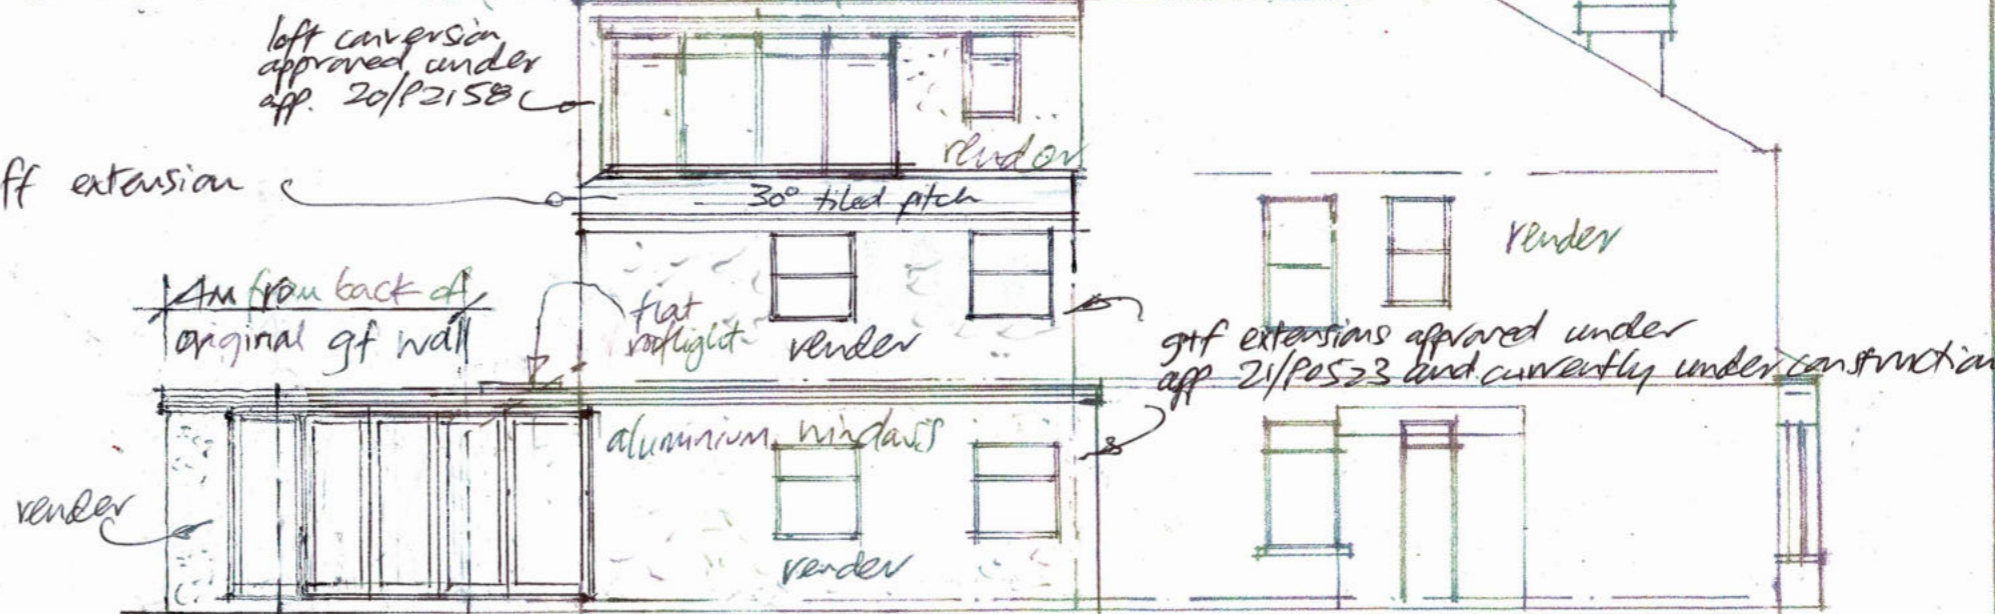 loft conversion
approved under
app. 20/P2158
render
ff extension
30° tiled pitch
render
4m from back of
original gf wall
flat
rooflight
render
g+f extensions approved under
app 21/P0523 and currently under construction
aluminium windows
render
render